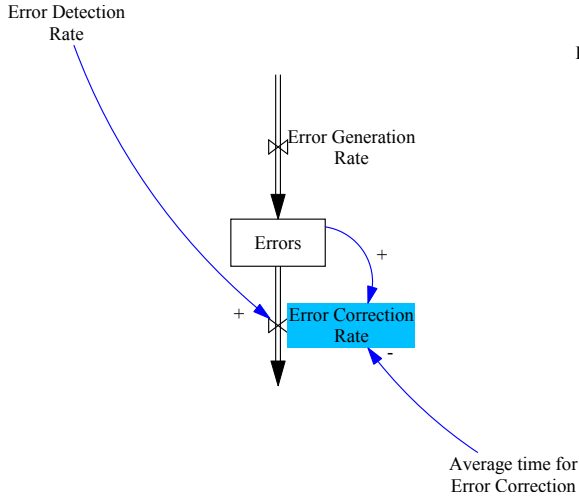 Error Detection
Rate
Error Generation
Rate
Errors
+
+
Error Correction
Rate
-
Average time for
Error Correction